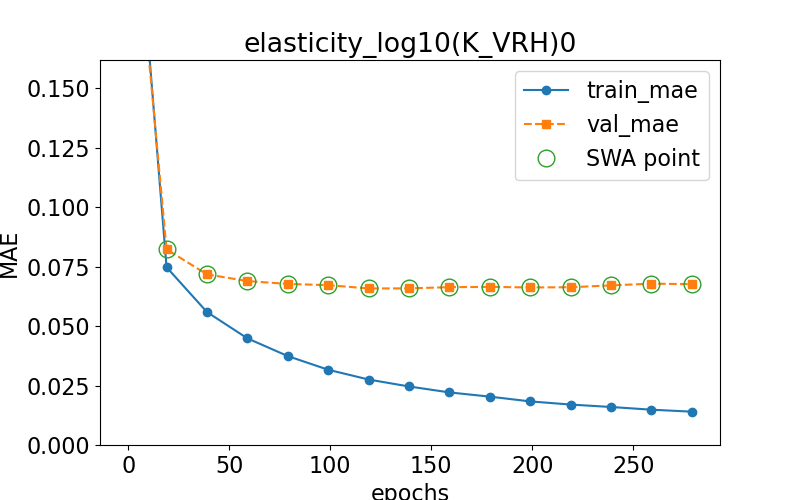 elasticity_log10(K_VRH)0
MAE
0.150
0.125
0.100
0.075
0.050
0.025
0.000
train_mae
val_mae
SWA point
0 50 100 150 200 250
epochs